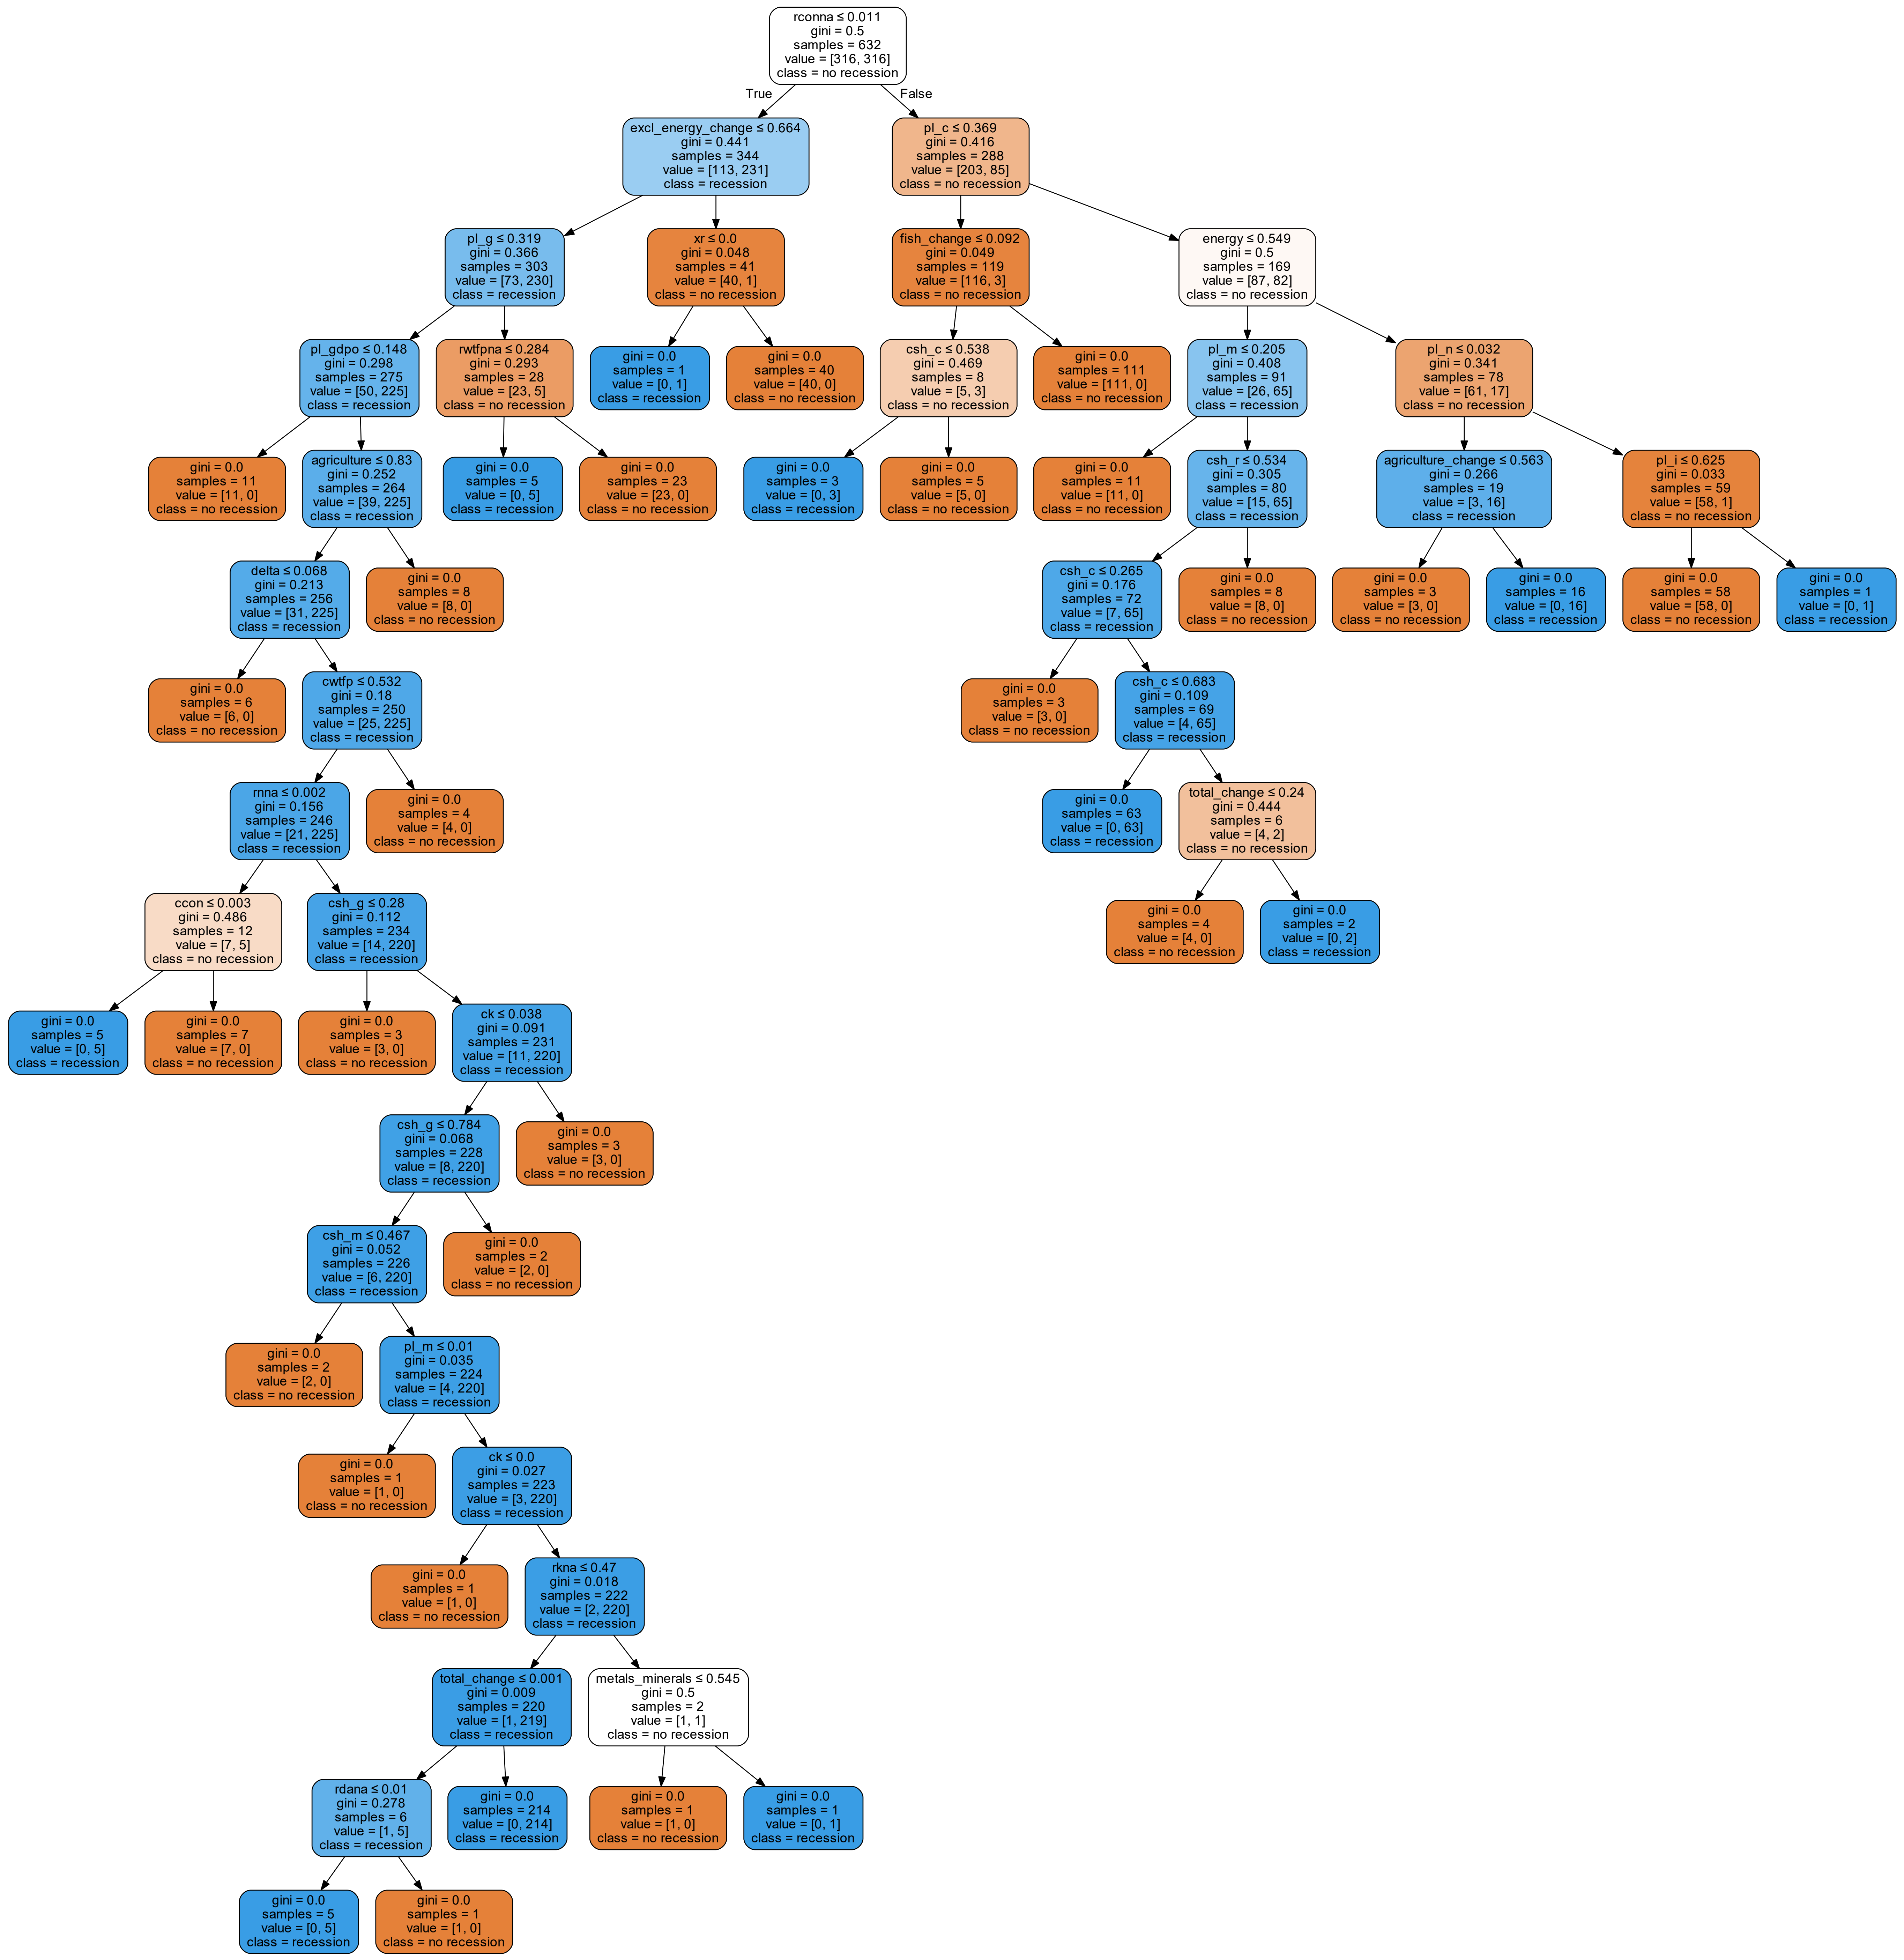 rconna ≤ 0.011
gini = 0.5
samples = 632
value = [316, 316]
class = no recession
True
False
excl_energy_change ≤ 0.664
gini = 0.441
samples = 344
value = [113, 231]
class = recession
pl_c ≤ 0.369
gini = 0.416
samples = 288
value = [203, 85]
class = no recession
pl_g ≤ 0.319
gini = 0.366
samples = 303
value = [73, 230]
class = recession
xr ≤ 0.0
gini = 0.048
samples = 41
value = [40, 1]
class = no recession
fish_change ≤ 0.092
gini = 0.049
samples = 119
value = [116, 3]
class = no recession
energy ≤ 0.549
gini = 0.5
samples = 169
value = [87, 82]
class = no recession
pl_gdpo ≤ 0.148
gini = 0.298
samples = 275
value = [50, 225]
class = recession
rwtfpna ≤ 0.284
gini = 0.293
samples = 28
value = [23, 5]
class = no recession
gini = 0.0
samples = 1
value = [0, 1]
class = recession
gini = 0.0
samples = 40
value = [40, 0]
class = no recession
csh_c ≤ 0.538
gini = 0.469
samples = 8
value = [5, 3]
class = no recession
gini = 0.0
samples = 111
value = [111, 0]
class = no recession
pl_m ≤ 0.205
gini = 0.408
samples = 91
value = [26, 65]
class = recession
pl_n ≤ 0.032
gini = 0.341
samples = 78
value = [61, 17]
class = no recession
gini = 0.0
samples = 11
value = [11, 0]
class = no recession
agriculture ≤ 0.83
gini = 0.252
samples = 264
value = [39, 225]
class = recession
gini = 0.0
samples = 5
value = [0, 5]
class = recession
gini = 0.0
samples = 23
value = [23, 0]
class = no recession
gini = 0.0
samples = 3
value = [0, 3]
class = recession
gini = 0.0
samples = 5
value = [5, 0]
class = no recession
gini = 0.0
samples = 11
value = [11, 0]
class = no recession
csh_r ≤ 0.534
gini = 0.305
samples = 80
value = [15, 65]
class = recession
agriculture_change ≤ 0.563
gini = 0.266
samples = 19
value = [3, 16]
class = recession
pl_i ≤ 0.625
gini = 0.033
samples = 59
value = [58, 1]
class = no recession
delta ≤ 0.068
gini = 0.213
samples = 256
value = [31, 225]
class = recession
gini = 0.0
samples = 8
value = [8, 0]
class = no recession
csh_c ≤ 0.265
gini = 0.176
samples = 72
value = [7, 65]
class = recession
gini = 0.0
samples = 8
value = [8, 0]
class = no recession
gini = 0.0
samples = 3
value = [3, 0]
class = no recession
gini = 0.0
samples = 16
value = [0, 16]
class = recession
gini = 0.0
samples = 58
value = [58, 0]
class = no recession
gini = 0.0
samples = 1
value = [0, 1]
class = recession
gini = 0.0
samples = 6
value = [6, 0]
class = no recession
cwtfp ≤ 0.532
gini = 0.18
samples = 250
value = [25, 225]
class = recession
gini = 0.0
samples = 3
value = [3, 0]
class = no recession
csh_c ≤ 0.683
gini = 0.109
samples = 69
value = [4, 65]
class = recession
rnna ≤ 0.002
gini = 0.156
samples = 246
value = [21, 225]
class = recession
gini = 0.0
samples = 4
value = [4, 0]
class = no recession
gini = 0.0
samples = 63
value = [0, 63]
class = recession
total_change ≤ 0.24
gini = 0.444
samples = 6
value = [4, 2]
class = no recession
ccon ≤ 0.003
gini = 0.486
samples = 12
value = [7, 5]
class = no recession
csh_g ≤ 0.28
gini = 0.112
samples = 234
value = [14, 220]
class = recession
gini = 0.0
samples = 4
value = [4, 0]
class = no recession
gini = 0.0
samples = 2
value = [0, 2]
class = recession
gini = 0.0
samples = 5
value = [0, 5]
class = recession
gini = 0.0
samples = 7
value = [7, 0]
class = no recession
gini = 0.0
samples = 3
value = [3, 0]
class = no recession
ck ≤ 0.038
gini = 0.091
samples = 231
value = [11, 220]
class = recession
csh_g ≤ 0.784
gini = 0.068
samples = 228
value = [8, 220]
class = recession
gini = 0.0
samples = 3
value = [3, 0]
class = no recession
csh_m ≤ 0.467
gini = 0.052
samples = 226
value = [6, 220]
class = recession
gini = 0.0
samples = 2
value = [2, 0]
class = no recession
gini = 0.0
samples = 2
value = [2, 0]
class = no recession
pl_m ≤ 0.01
gini = 0.035
samples = 224
value = [4, 220]
class = recession
gini = 0.0
samples = 1
value = [1, 0]
class = no recession
ck ≤ 0.0
gini = 0.027
samples = 223
value = [3, 220]
class = recession
gini = 0.0
samples = 1
value = [1, 0]
class = no recession
rkna ≤ 0.47
gini = 0.018
samples = 222
value = [2, 220]
class = recession
total_change ≤ 0.001
gini = 0.009
samples = 220
value = [1, 219]
class = recession
metals_minerals ≤ 0.545
gini = 0.5
samples = 2
value = [1, 1]
class = no recession
rdana ≤ 0.01
gini = 0.278
samples = 6
value = [1, 5]
class = recession
gini = 0.0
samples = 214
value = [0, 214]
class = recession
gini = 0.0
samples = 1
value = [1, 0]
class = no recession
gini = 0.0
samples = 1
value = [0, 1]
class = recession
gini = 0.0
samples = 5
value = [0, 5]
class = recession
gini = 0.0
samples = 1
value = [1, 0]
class = no recession